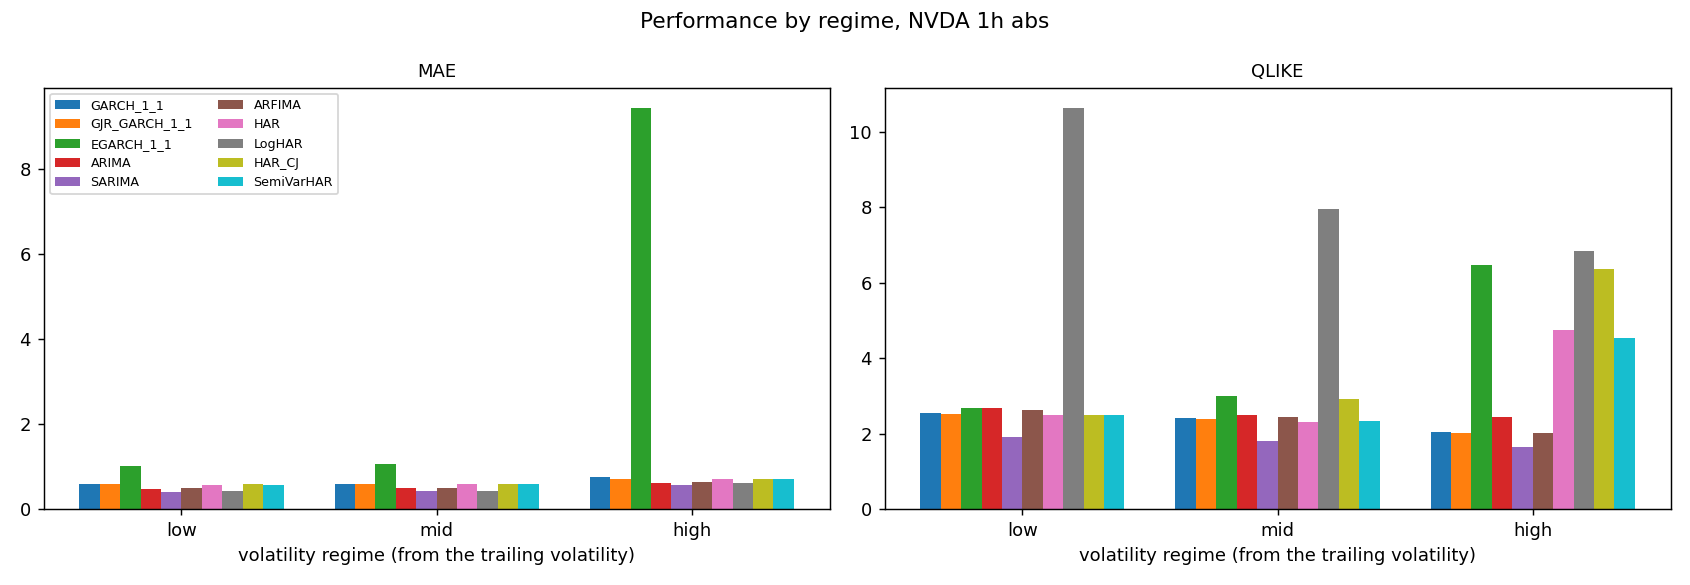 Performance by regime, NVDA 1h abs
MAE
GARCH_1_1
GJR_GARCH_1_1
EGARCH_1_1
ARIMA
SARIMA
ARFIMA
HAR
LogHAR
HAR_CJ
SemiVarHAR
8
6
4
2
0
low
mid
high
volatility regime (from the trailing volatility)
QLIKE
10
8
6
4
2
0
low
mid
high
volatility regime (from the trailing volatility)